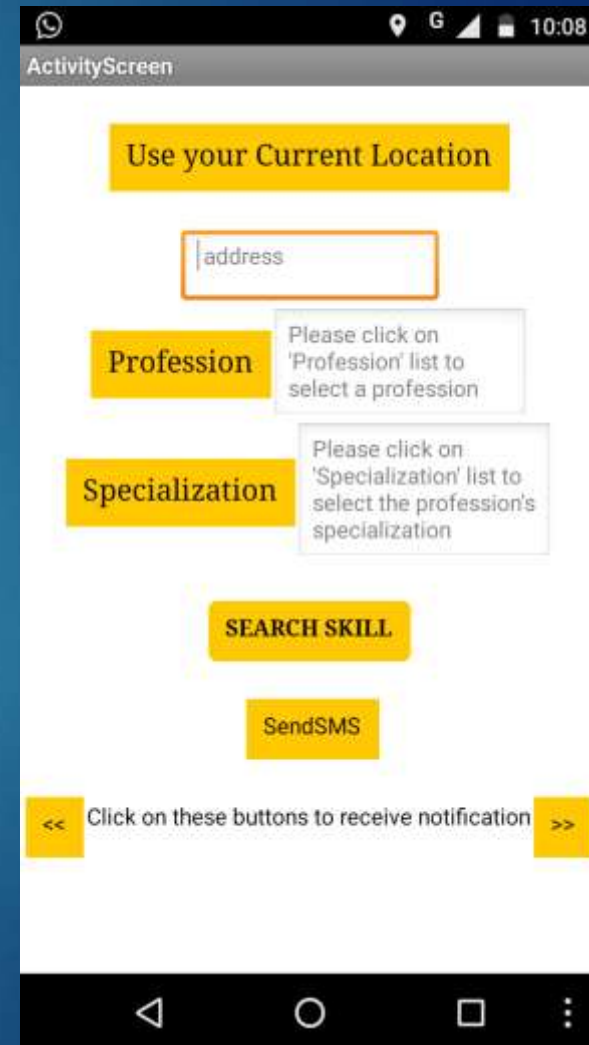 G 10:08
ActivityScreen
Use your Current Location
address
Profession
Please click on
'Profession' list to
select a profession
Specialization
Please click on
'Specialization' list to
select the profession's
specialization
SEARCH SKILL
SendSMS
<< Click on these buttons to receive notification >>